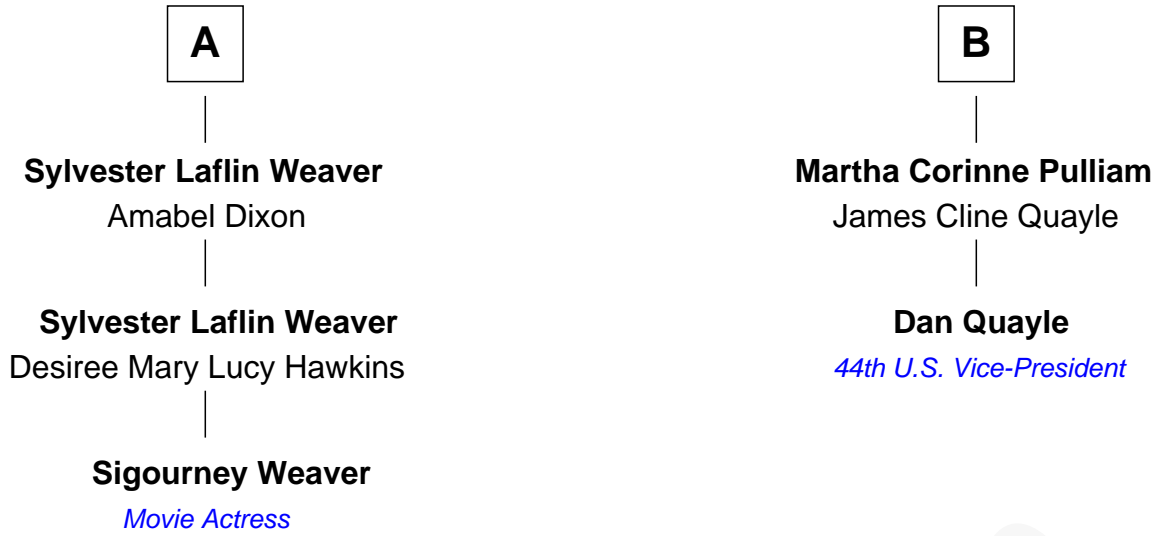 A
Sylvester Laflin Weaver
Amabel Dixon
Sylvester Laflin Weaver
Desiree Mary Lucy Hawkins
Sigourney Weaver
Movie Actress
B
Martha Corinne Pulliam
James Cline Quayle
Dan Quayle
44th U.S. Vice-President